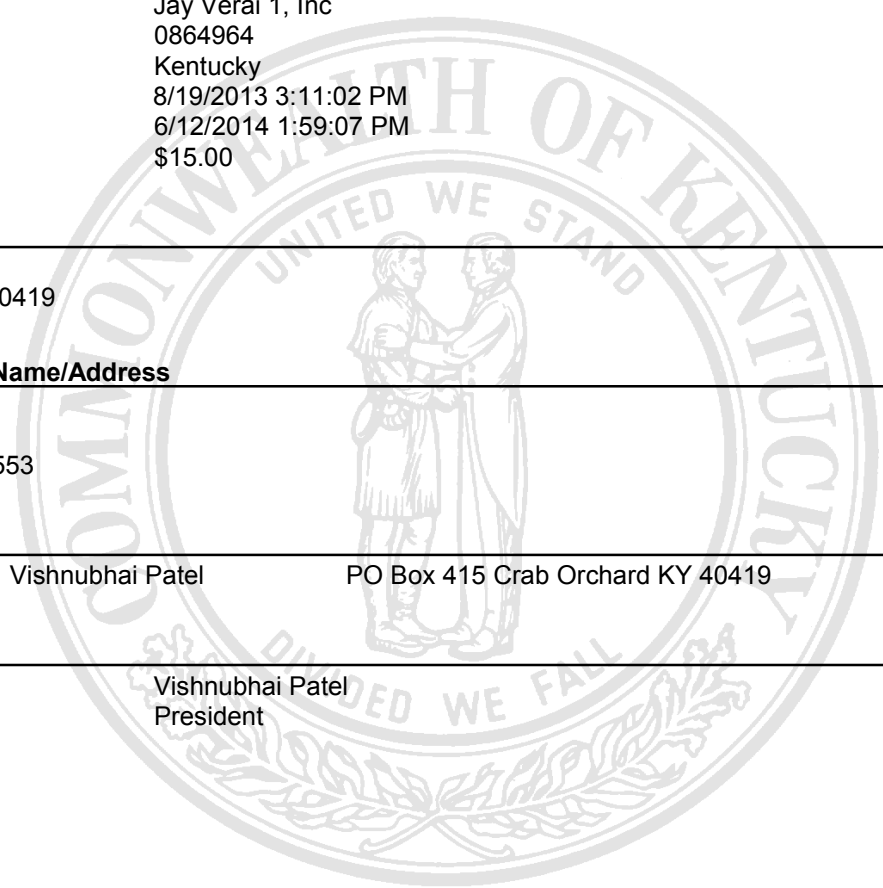 Jay Verai 1, Inc
0864964
Kentucky
8/19/2013 3:11:02 PM
6/12/2014 1:59:07 PM
$15.00
0419
Name/Address
553
Vishnubhai Patel PO Box 415 Crab Orchard KY 40419
Vishnubhai Patel
President
COMMONWEALTH OF KENTUCKY
UNITED WE STAND
DIVIDED WE FALL